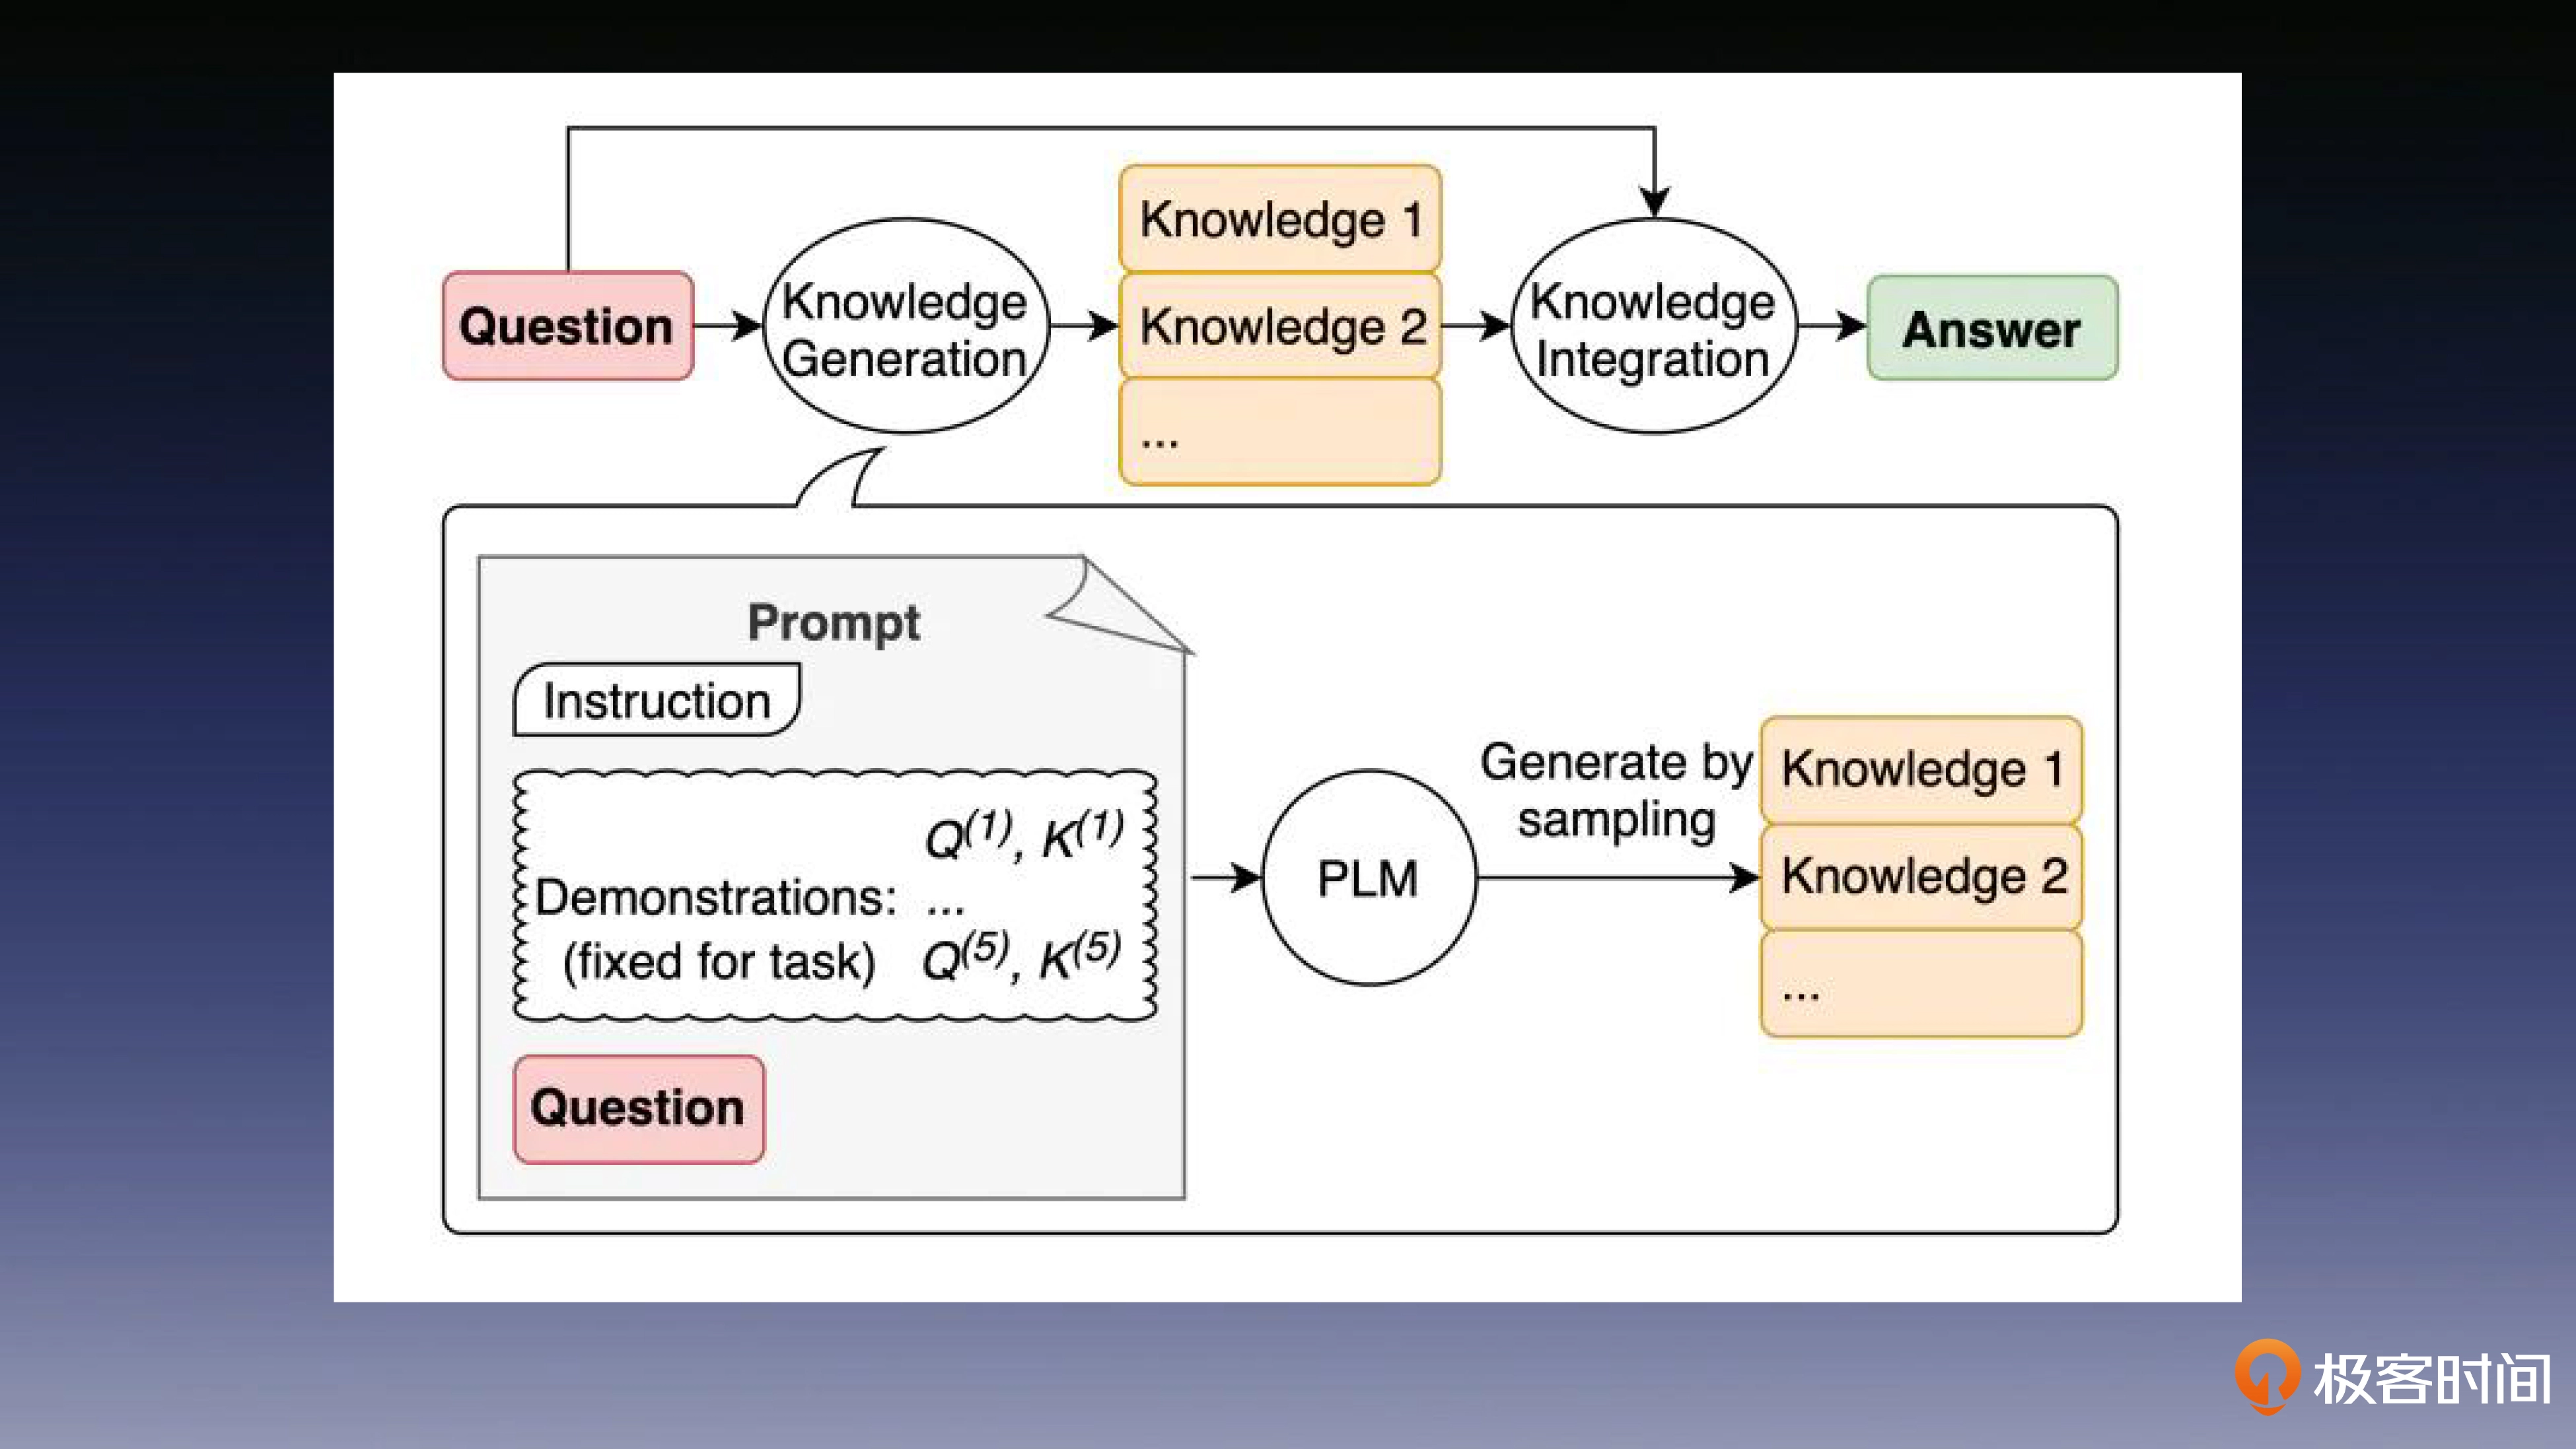 Question
Knowledge
Generation
Knowledge 1
Knowledge 2
...
Knowledge
Integration
Answer
Prompt
Instruction
Q(1), K(1)
Demonstrations: ...
(fixed for task) Q(5), K(5)
Question
PLM
Generate by
sampling
Knowledge 1
Knowledge 2
...
极客时间